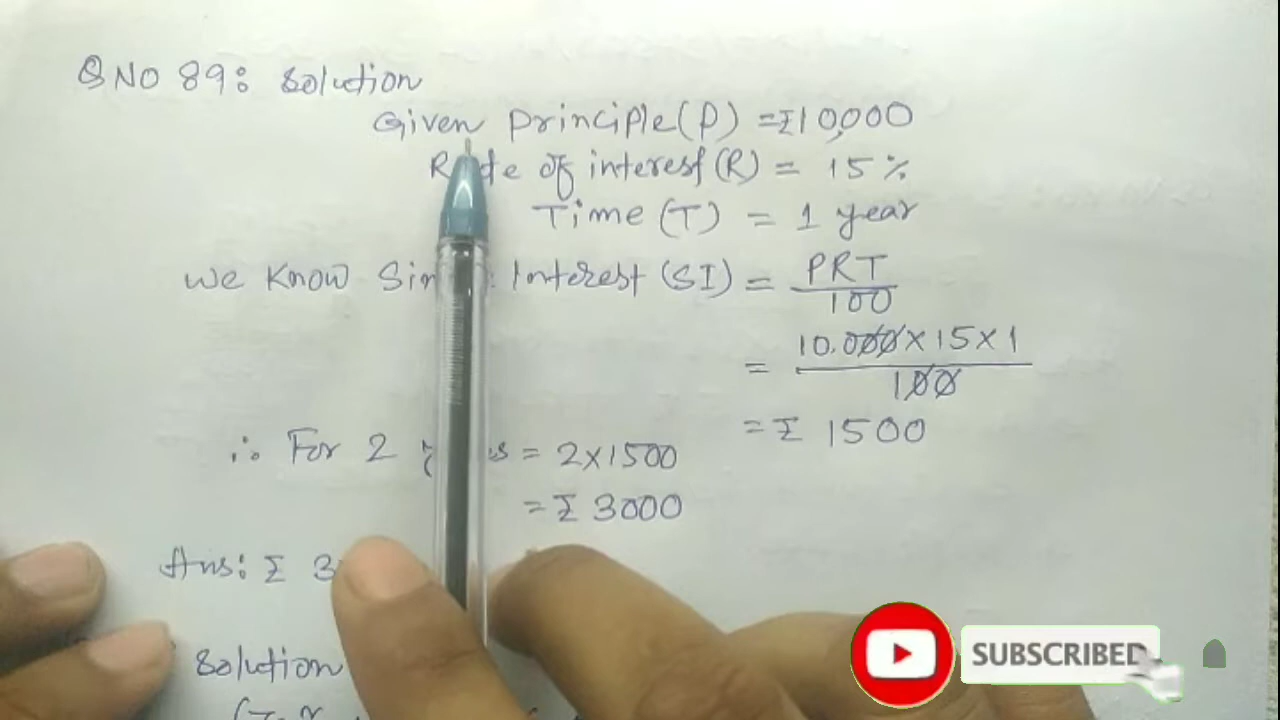 Q NO 89: Solution
Given principle(P) = ₹10,000
Rate of interest(R) = 15%
Time(T) = 1 year
We Know Interest (SI) = PRT/100
= 10,000×15×1/100
= ₹ 1500
∴ For 2 = 2×1500
= ₹ 3000
Ans: ₹ 3
Solution
SUBSCRIBED